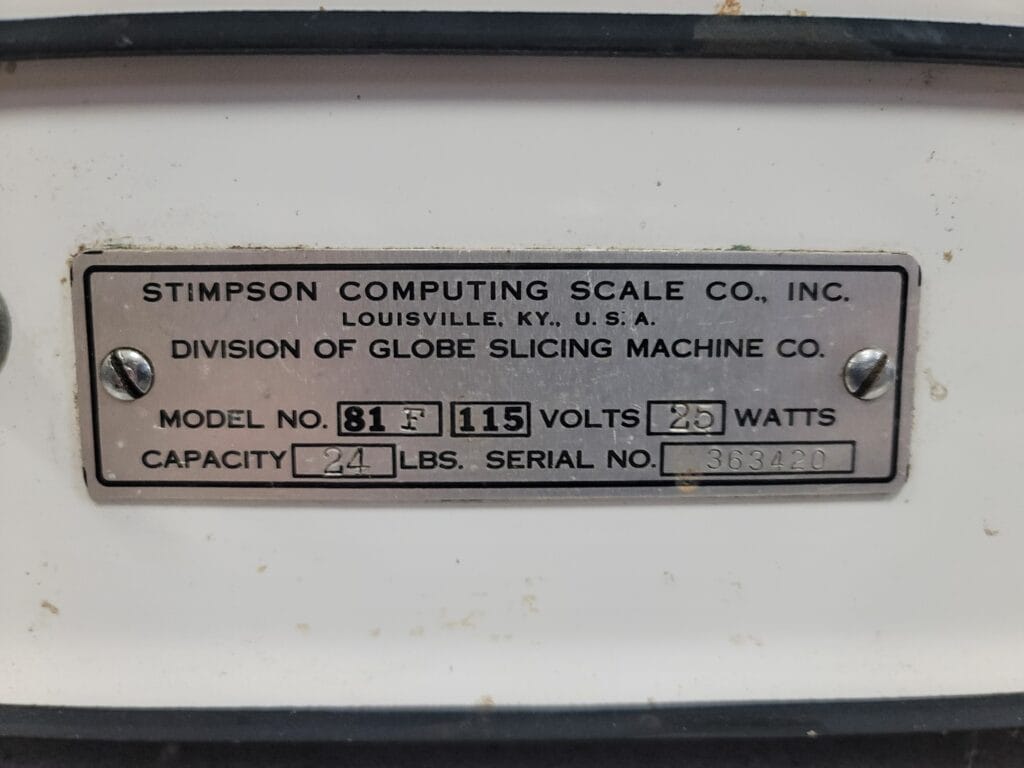 STIMPSON COMPUTING SCALE CO., INC.
LOUISVILLE, KY., U. S. A.
DIVISION OF GLOBE SLICING MACHINE CO.
MODEL NO. 81 F 115 VOLTS 25 WATTS
CAPACITY 24 LBS. SERIAL NO. 363420